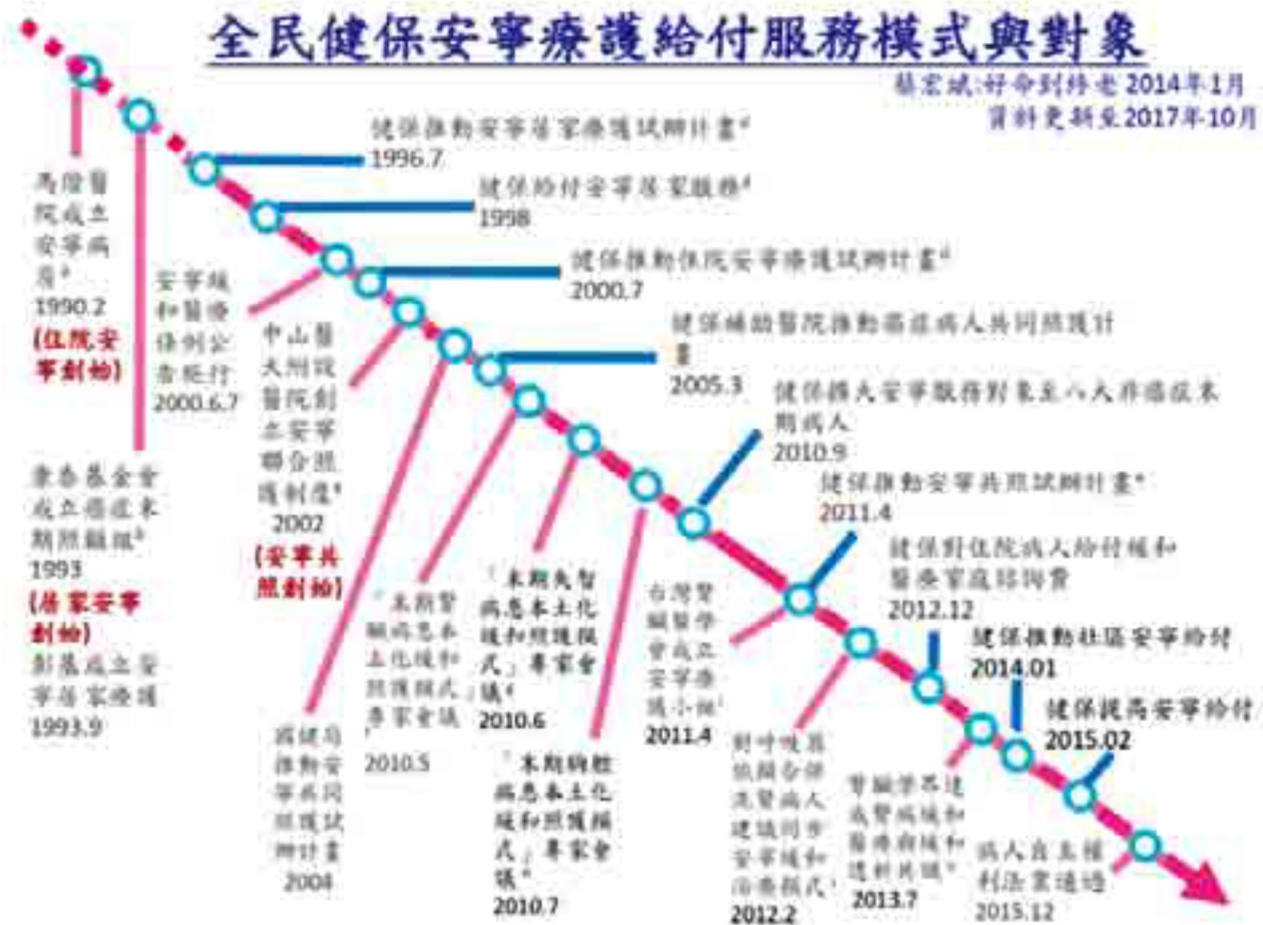 全民健保安寧療護給付服務模式與對象
蔡宏斌:好命到終老 2014年1月
資料更新至2017年10月
健保推動安寧居家療護試辦計畫
1996.7
健保給付安寧居家服務
1998
健保推動住院安寧療護試辦計畫
2000.7
健保補助醫院推動癌症病人共同照護計
畫
2005.3
健保擴大安寧服務對象至八大非癌症末
期病人
2010.9
健保推動安寧共照試辦計畫
2011.4
健保對住院病人給付緩和
醫療家庭諮詢費
2012.12
健保推動社區安寧給付
2014.01
健保提高安寧給付
2015.02
馬偕醫
院成立
安寧病
房
1990.2
(住院安
寧創始)
康泰基金會
成立癌症末
期照顧組
1993
(居家安寧
創始)
彰基成立安
寧居家療護
1993.9
安寧緩
和醫療
條例公
告施行
2000.6.7
中山醫
大附設
醫院創
立安寧
聯合照
護制度
2002
(安寧共
照創始)
國健局
推動安
寧共同
照護試
辦計畫
2004
「末期腎
臟病患本
土化緩和
照護模式」
專家會議
2010.5
「末期失智
病患本土化
緩和照護模
式」專家會
議
2010.6
「末期肺腔
病患本土化
緩和照護模
式」專家會
議
2010.7
台灣腎
臟醫學
會成立
安寧療
護小組
2011.4
對呼吸器
依賴合併
洗腎病人
建議同步
安寧緩和
治療模式
2012.2
腎臟學界達
成腎病緩和
醫療與緩和
透析共識
2013.7
病人自主權
利法案通過
2015.12